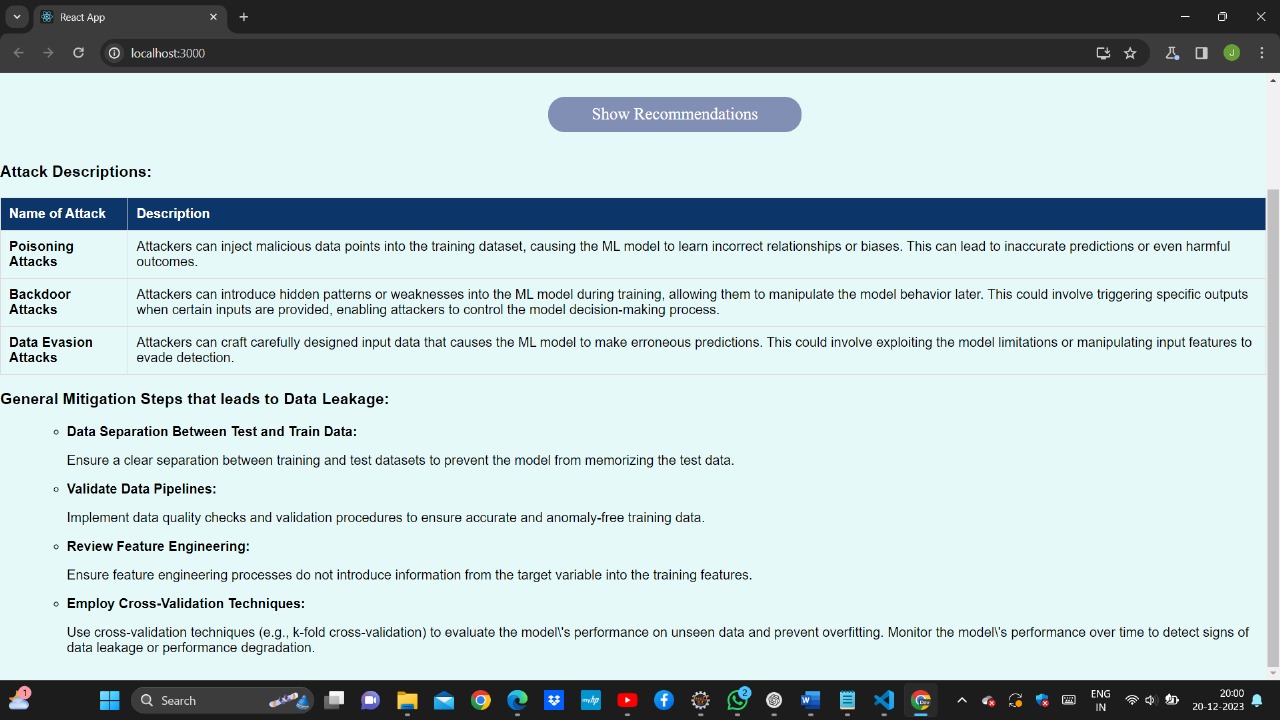 React App
localhost:3000
J
Show Recommendations
Attack Descriptions:
Name of Attack Description
Poisoning Attacks Attackers can inject malicious data points into the training dataset, causing the ML model to learn incorrect relationships or biases. This can lead to inaccurate predictions or even harmful
outcomes.
Backdoor Attacks Attackers can introduce hidden patterns or weaknesses into the ML model during training, allowing them to manipulate the model behavior later. This could involve triggering specific outputs
when certain inputs are provided, enabling attackers to control the model decision-making process.
Data Evasion Attacks Attackers can craft carefully designed input data that causes the ML model to make erroneous predictions. This could involve exploiting the model limitations or manipulating input features to
evade detection.
General Mitigation Steps that leads to Data Leakage:
Data Separation Between Test and Train Data:
Ensure a clear separation between training and test datasets to prevent the model from memorizing the test data.
Validate Data Pipelines:
Implement data quality checks and validation procedures to ensure accurate and anomaly-free training data.
Review Feature Engineering:
Ensure feature engineering processes do not introduce information from the target variable into the training features.
Employ Cross-Validation Techniques:
Use cross-validation techniques (e.g., k-fold cross-validation) to evaluate the model\'s performance on unseen data and prevent overfitting. Monitor the model\'s performance over time to detect signs of
data leakage or performance degradation.
1
Search
myhp
2
W
Dev
ENG
IN
20:00
20-12-2023